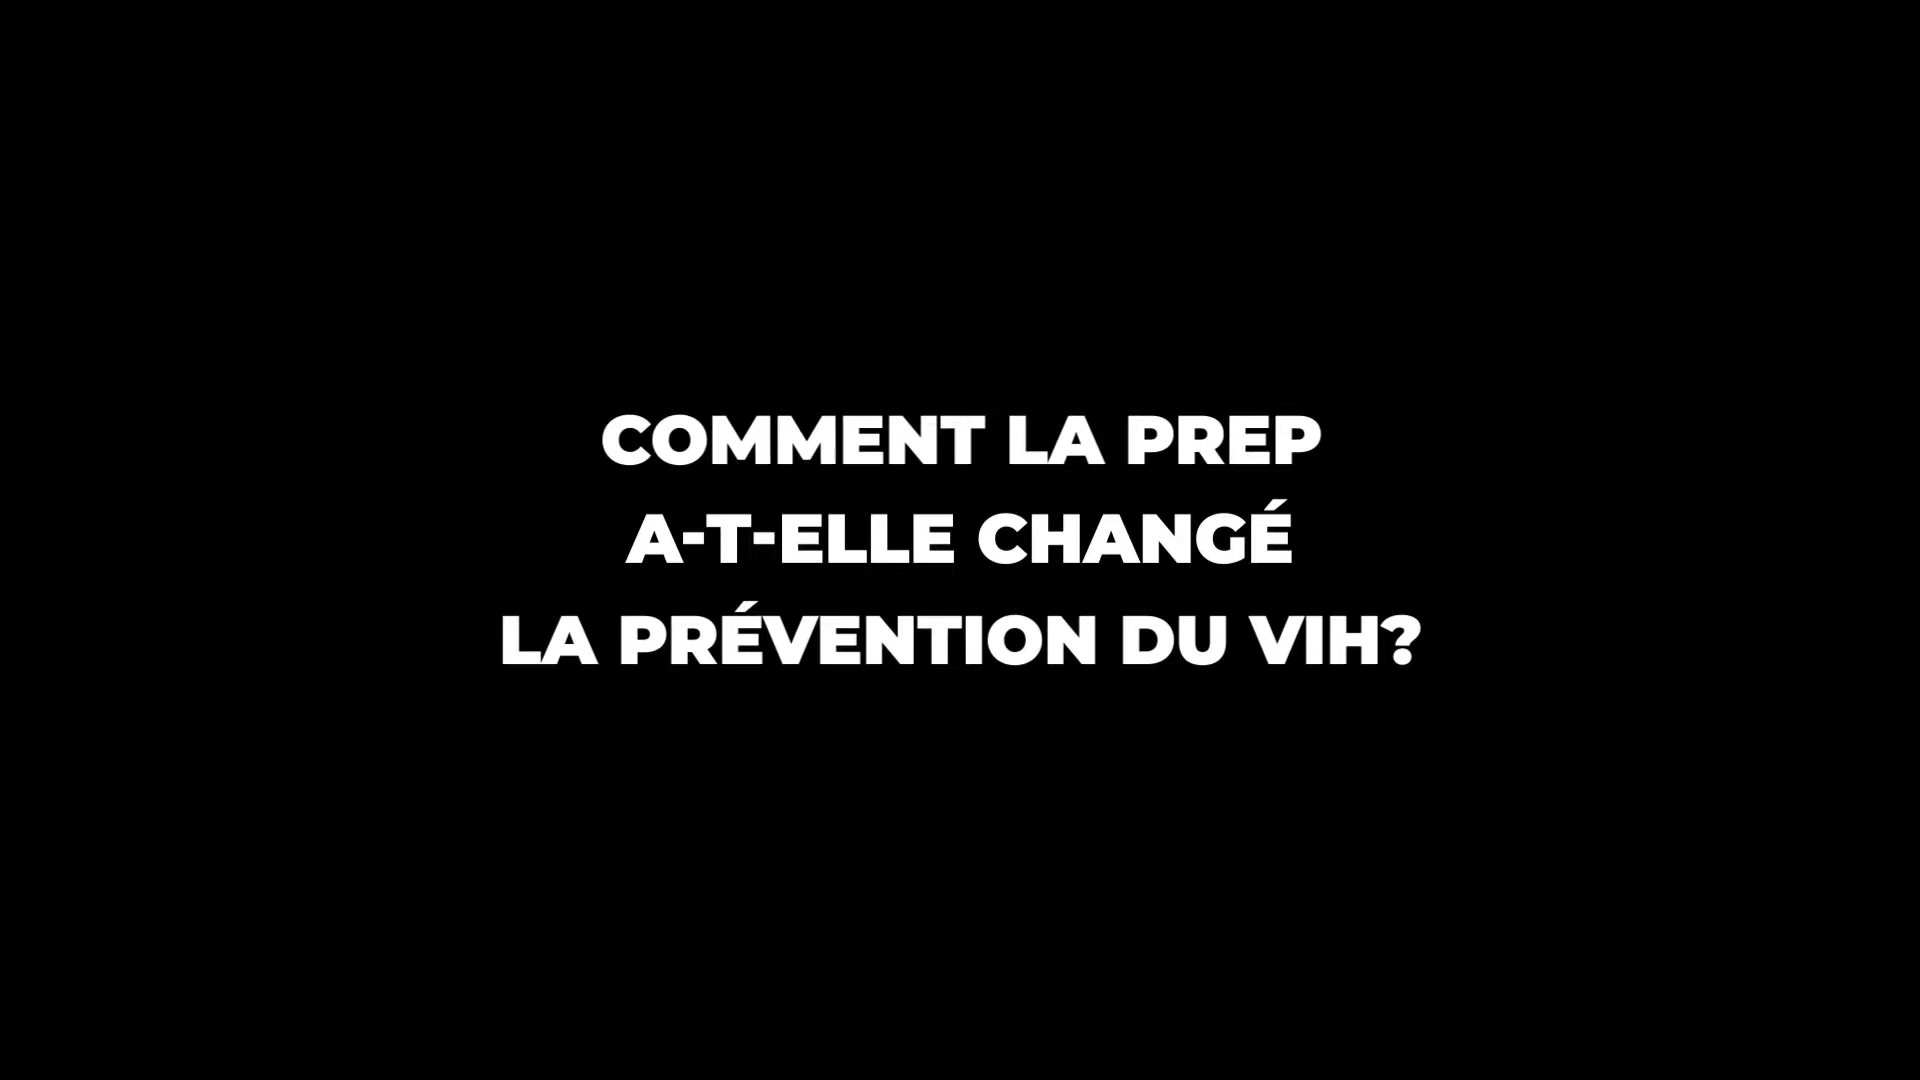 COMMENT LA PREP
A-T-ELLE CHANGÉ
LA PRÉVENTION DU VIH?